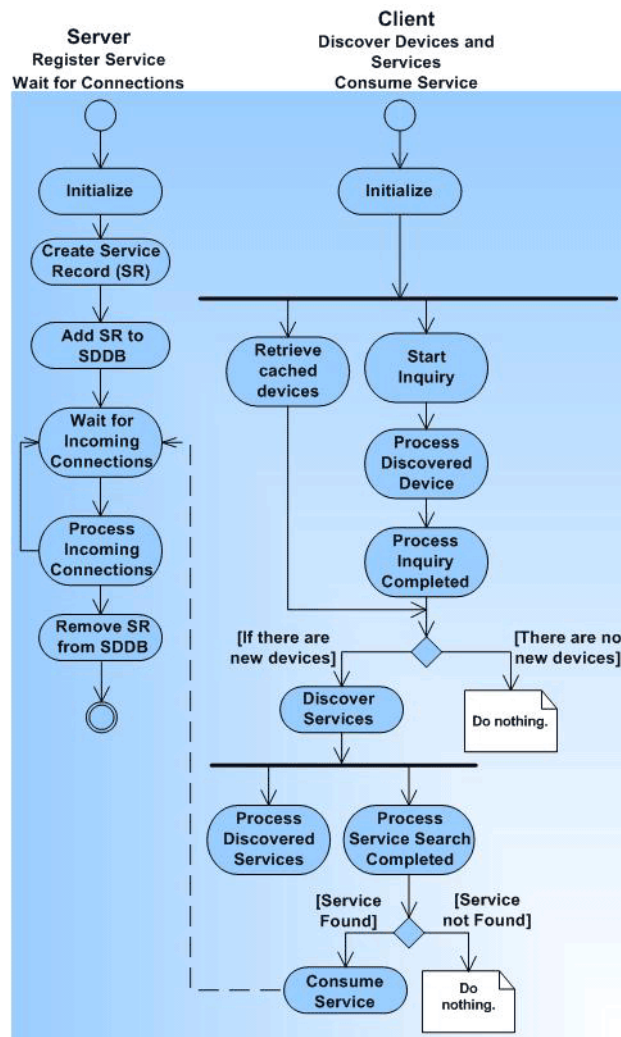 Server
Register Service
Wait for Connections
Client
Discover Devices and
Services
Consume Service
Initialize
Create Service
Record (SR)
Add SR to
SDDB
Wait for
Incoming
Connections
Process
Incoming
Connections
Remove SR
from SDDB
Initialize
Retrieve
cached
devices
Start
Inquiry
Process
Discovered
Device
Process
Inquiry
Completed
[If there are
new devices]
[There are no
new devices]
Discover
Services
Do nothing.
Process
Discovered
Services
Process
Service Search
Completed
[Service
Found]
[Service
not Found]
Consume
Service
Do
nothing.